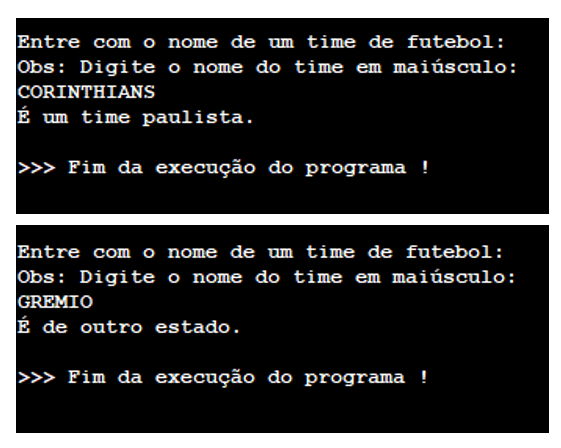 Entre com o nome de um time de futebol:
Obs: Digite o nome do time em maiúsculo:
CORINTHIANS
É um time paulista.
>>> Fim da execução do programa !
Entre com o nome de um time de futebol:
Obs: Digite o nome do time em maiúsculo:
GREMIO
É de outro estado.
>>> Fim da execução do programa !